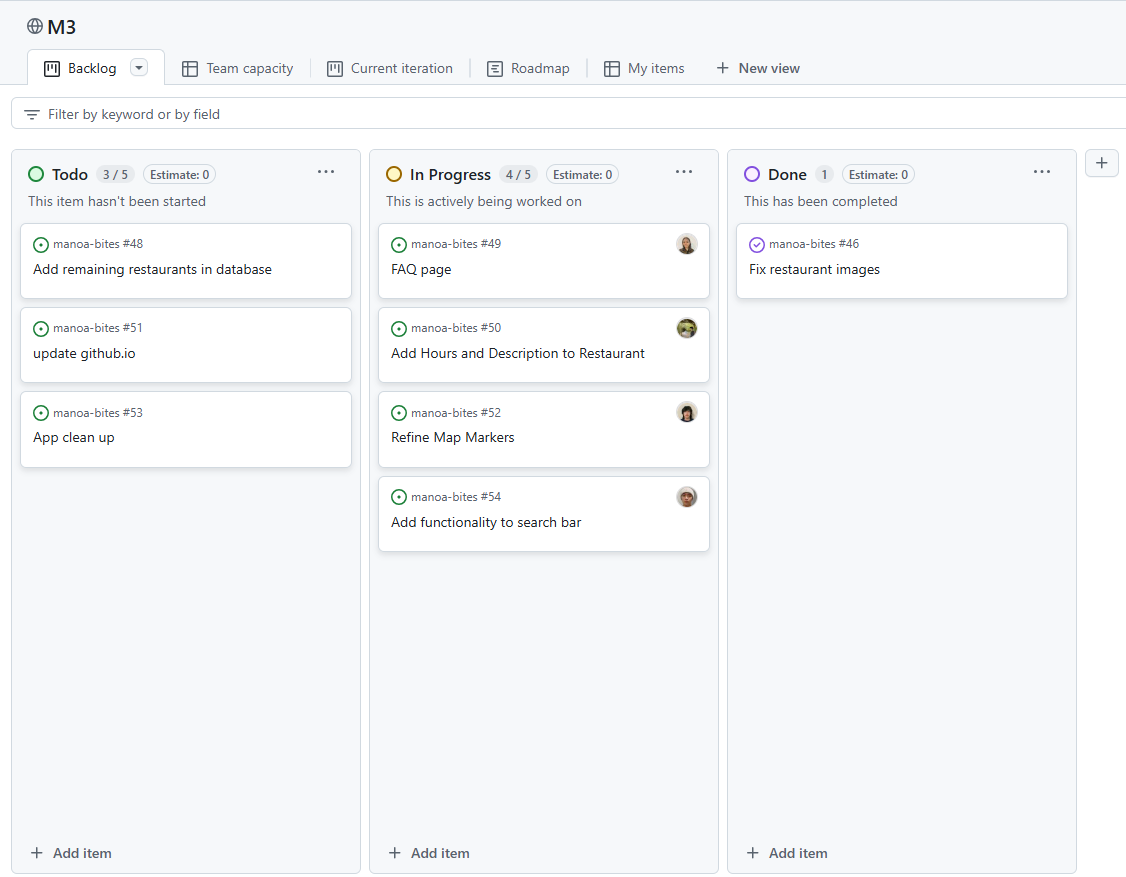 M3
Backlog
Team capacity
Current iteration
Roadmap
My items
New view
Filter by keyword or by field
Todo 3 / 5 Estimate: 0
This item hasn't been started
manoa-bites #48
Add remaining restaurants in database
manoa-bites #51
update github.io
manoa-bites #53
App clean up
Add item
In Progress 4 / 5 Estimate: 0
This is actively being worked on
manoa-bites #49
FAQ page
manoa-bites #50
Add Hours and Description to Restaurant
manoa-bites #52
Refine Map Markers
manoa-bites #54
Add functionality to search bar
Add item
Done 1 Estimate: 0
This has been completed
manoa-bites #46
Fix restaurant images
Add item